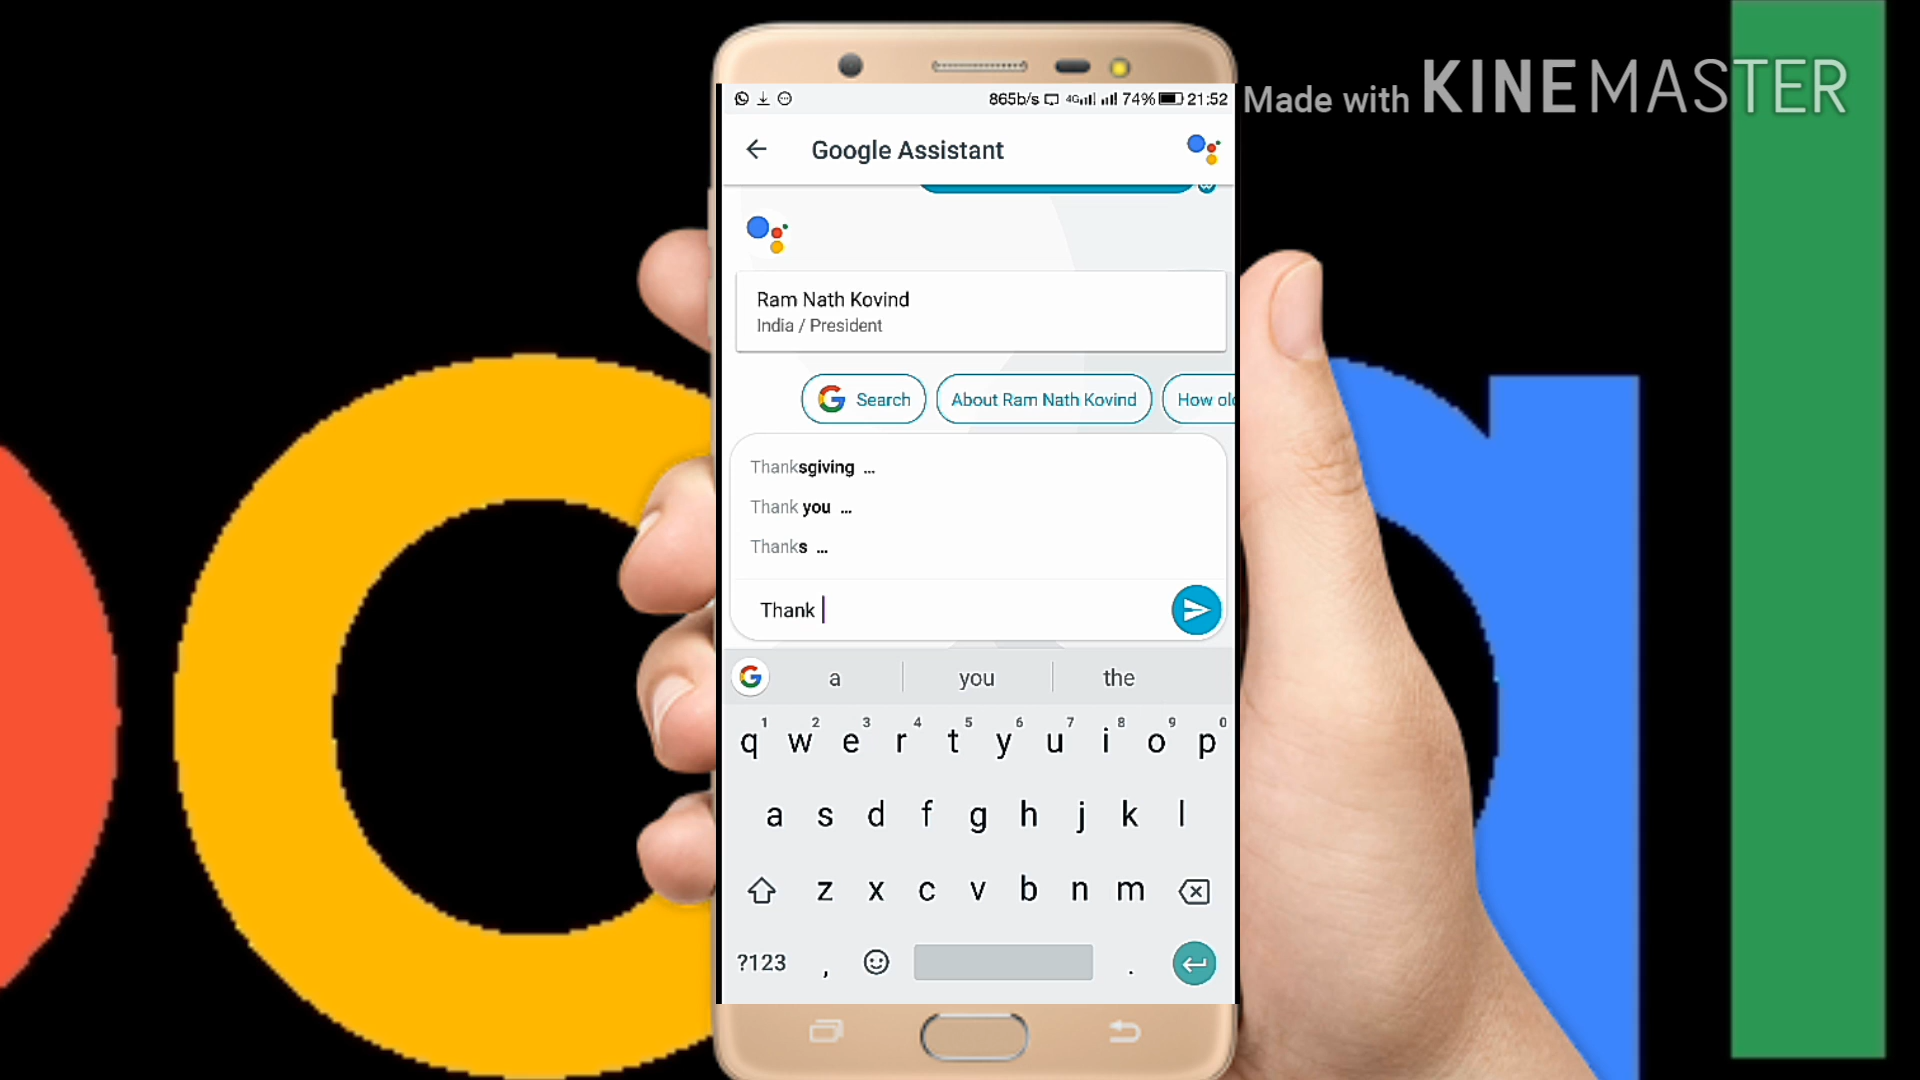 Made with KINEMASTER
865b/s 4G 74% 21:52
Google Assistant
Ram Nath Kovind
India / President
Search
About Ram Nath Kovind
How old
Thanksgiving ...
Thank you ...
Thanks ...
Thank
a you the
1 2 3 4 5 6 7 8 9 0
q w e r t y u i o p
a s d f g h j k l
z x c v b n m
?123 , .